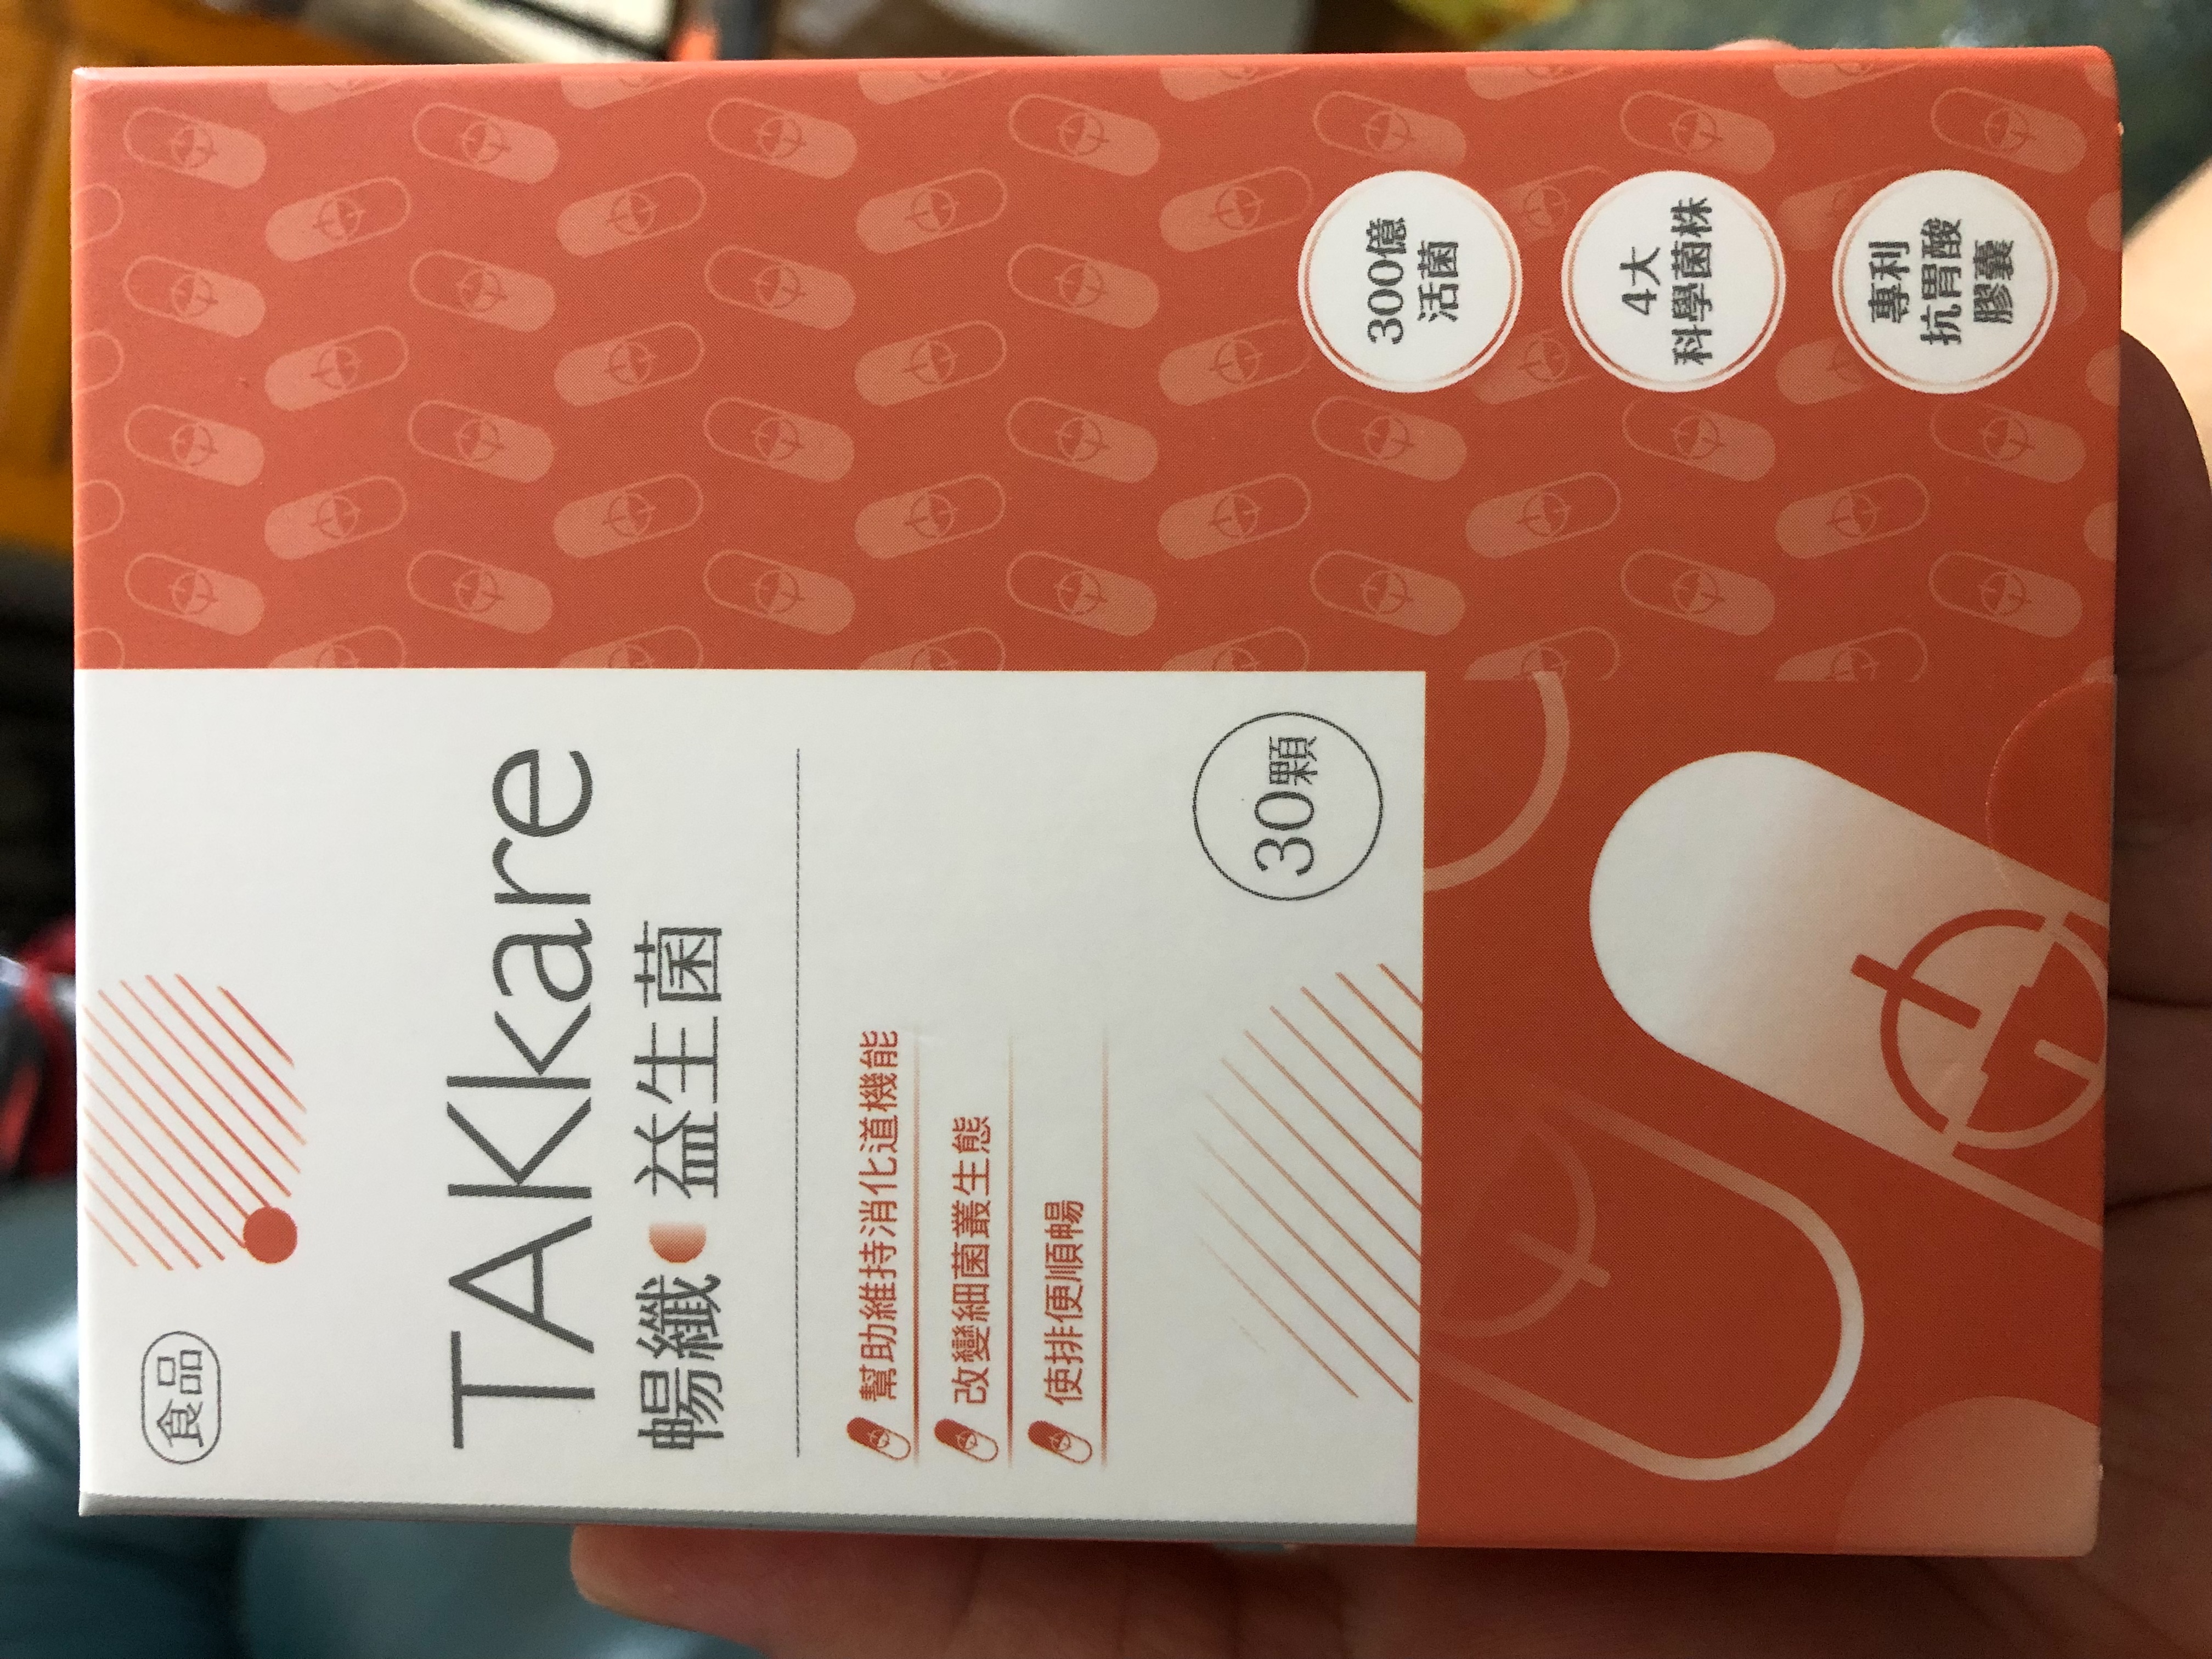 食品
TAKkare
暢纖 益生菌
幫助維持消化道機能
改變細菌叢生態
使排便順暢
30顆
300億
活菌
4大
科學菌株
專利
抗胃酸
膠囊